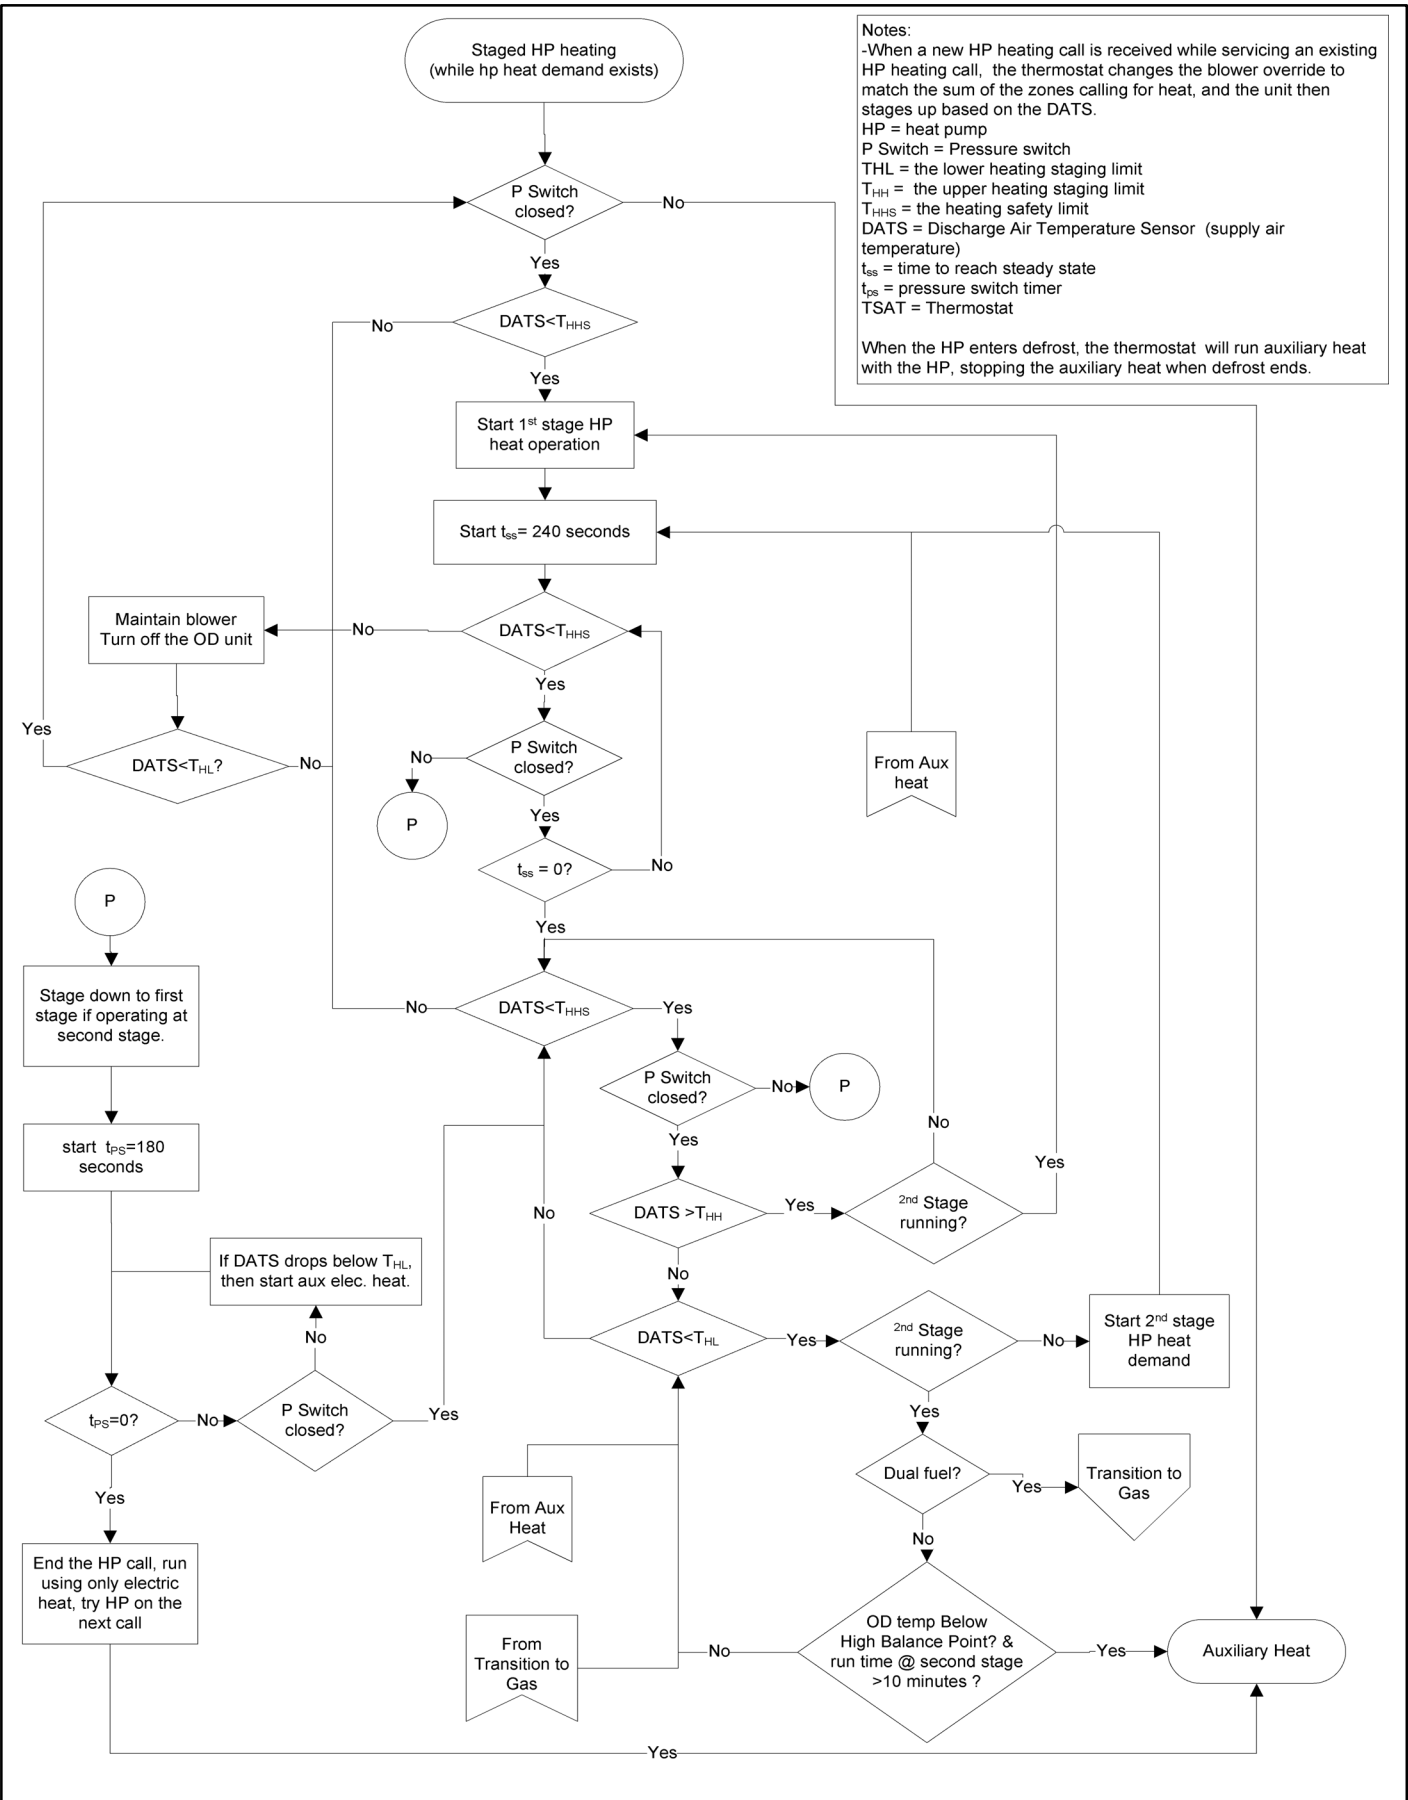 Staged HP heating
(while hp heat demand exists)
Notes:
-When a new HP heating call is received while servicing an existing
HP heating call, the thermostat changes the blower override to
match the sum of the zones calling for heat, and the unit then
stages up based on the DATS.
HP = heat pump
P Switch = Pressure switch
THL = the lower heating staging limit
THH = the upper heating staging limit
THHS = the heating safety limit
DATS = Discharge Air Temperature Sensor (supply air
temperature)
tss = time to reach steady state
tps = pressure switch timer
TSAT = Thermostat
When the HP enters defrost, the thermostat will run auxiliary heat
with the HP, stopping the auxiliary heat when defrost ends.
P Switch
closed?
No
Yes
DATS<THHS
No
Yes
Start 1st stage HP
heat operation
Start tss= 240 seconds
Maintain blower
Turn off the OD unit
No
DATS<THHS
Yes
Yes
DATS<THL?
No
P Switch
closed?
No
P
Yes
From Aux
heat
tss = 0?
No
Yes
P
Stage down to first
stage if operating at
second stage.
No
DATS<THHS
Yes
P Switch
closed?
No
P
Yes
No
start tPS=180
seconds
Yes
DATS >THH
Yes
2nd Stage
running?
No
No
If DATS drops below THL,
then start aux elec. heat.
No
DATS<THL
Yes
2nd Stage
running?
No
Start 2nd stage
HP heat
demand
Yes
tPS=0?
No
P Switch
closed?
Yes
Dual fuel?
Yes
Transition to
Gas
No
Yes
From Aux
Heat
End the HP call, run
using only electric
heat, try HP on the
next call
From
Transition to
Gas
No
OD temp Below
High Balance Point? &
run time @ second stage
>10 minutes ?
Yes
Auxiliary Heat
Yes